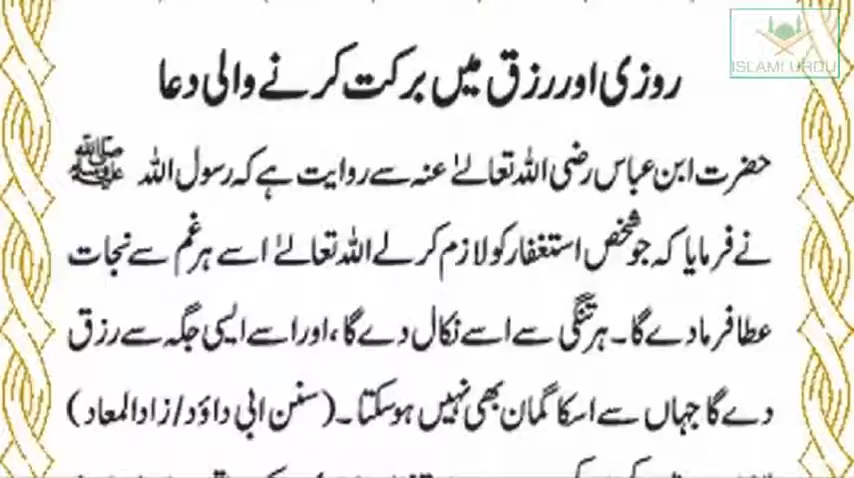 ISLAMI URDU
روزی اور رزق میں برکت کرنے والی دعا
حضرت ابن عباس رضی اللہ تعالےٰ عنہ سے روایت ہے کہ رسول اللہ ﷺ
نے فرمایا کہ جو شخص استغفار کو لازم کر لے اللہ تعالےٰ اسے ہر غم سے نجات
عطا فرما دے گا۔ ہر تنگی سے اسے نکال دے گا، اور اسے ایسی جگہ سے رزق
دے گا جہاں سے اسکا گمان بھی نہیں ہو سکتا۔ (سنن ابی داؤد/زادالمعاد)